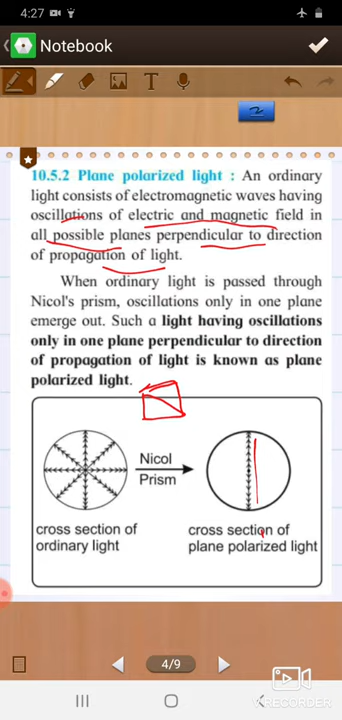 4:27
Notebook
T
10.5.2 Plane polarized light : An ordinary
light consists of electromagnetic waves having
oscillations of electric and magnetic field in
all possible planes perpendicular to direction
of propagation of light.
When ordinary light is passed through
Nicol's prism, oscillations only in one plane
emerge out. Such a light having oscillations
only in one plane perpendicular to direction
of propagation of light is known as plane
polarized light.
Nicol
Prism
cross section of
ordinary light
cross section of
plane polarized light
4/9
RECORDER